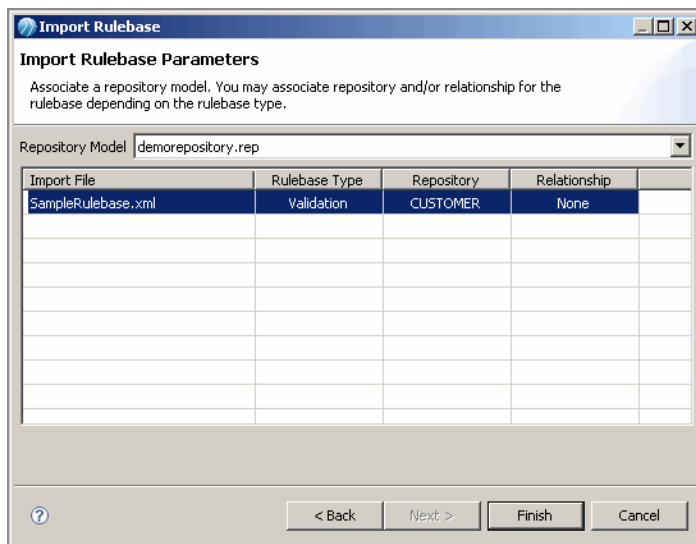 Import Rulebase
Import Rulebase Parameters
Associate a repository model. You may associate repository and/or relationship for the
rulebase depending on the rulebase type.
Repository Model demorepository.rep
Import File Rulebase Type Repository Relationship
SampleRulebase.xml Validation CUSTOMER None
? < Back Next > Finish Cancel